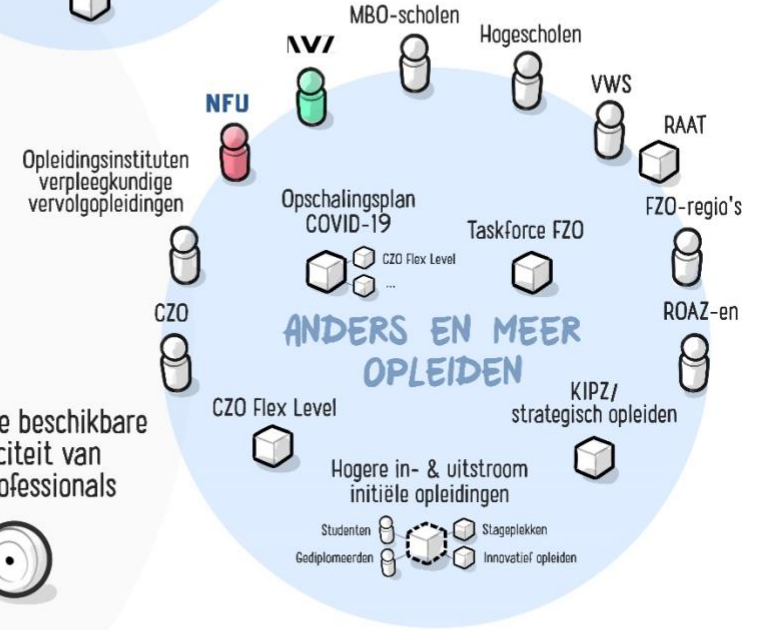 MBO-scholen
Hogescholen
VWS
RAAT
NFU
Opleidingsinstituten
verpleegkundige
vervolgopleidingen
Opschalingsplan
COVID-19
CZO Flex Level
...
Taskforce FZO
FZO-regio's
CZO
ROAZ-en
ANDERS EN MEER
OPLEIDEN
CZO Flex Level
KIPZ/
strategisch opleiden
e beschikbare
citeit van
ofessionals
Hogere in- & uitstroom
initiële opleidingen
Studenten
Stageplekken
Gediplomeerden
Innovatief opleiden